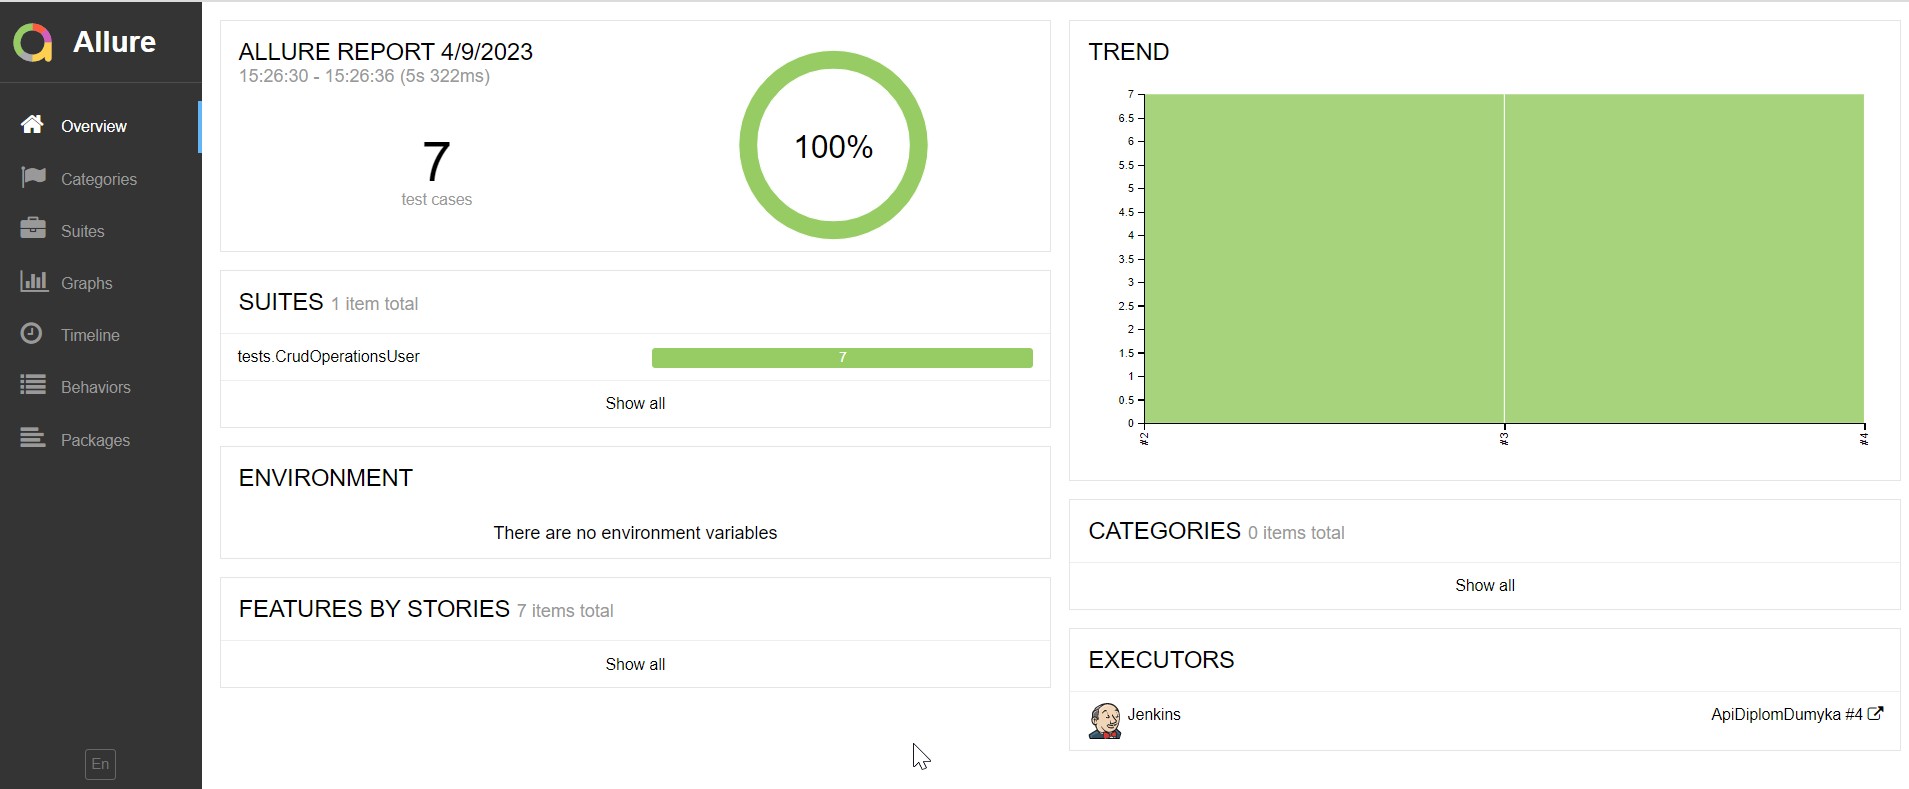 Allure
Overview
Categories
Suites
Graphs
Timeline
Behaviors
Packages
En
ALLURE REPORT 4/9/2023
15:26:30 - 15:26:36 (5s 322ms)
7
test cases
100%
SUITES 1 item total
tests.CrudOperationsUser 7
Show all
ENVIRONMENT
There are no environment variables
FEATURES BY STORIES 7 items total
Show all
TREND
7
6.5
6
5.5
5
4.5
4
3.5
3
2.5
2
1.5
1
0.5
0
#2 #3 #4
CATEGORIES 0 items total
Show all
EXECUTORS
Jenkins ApiDiplomDumyka #4